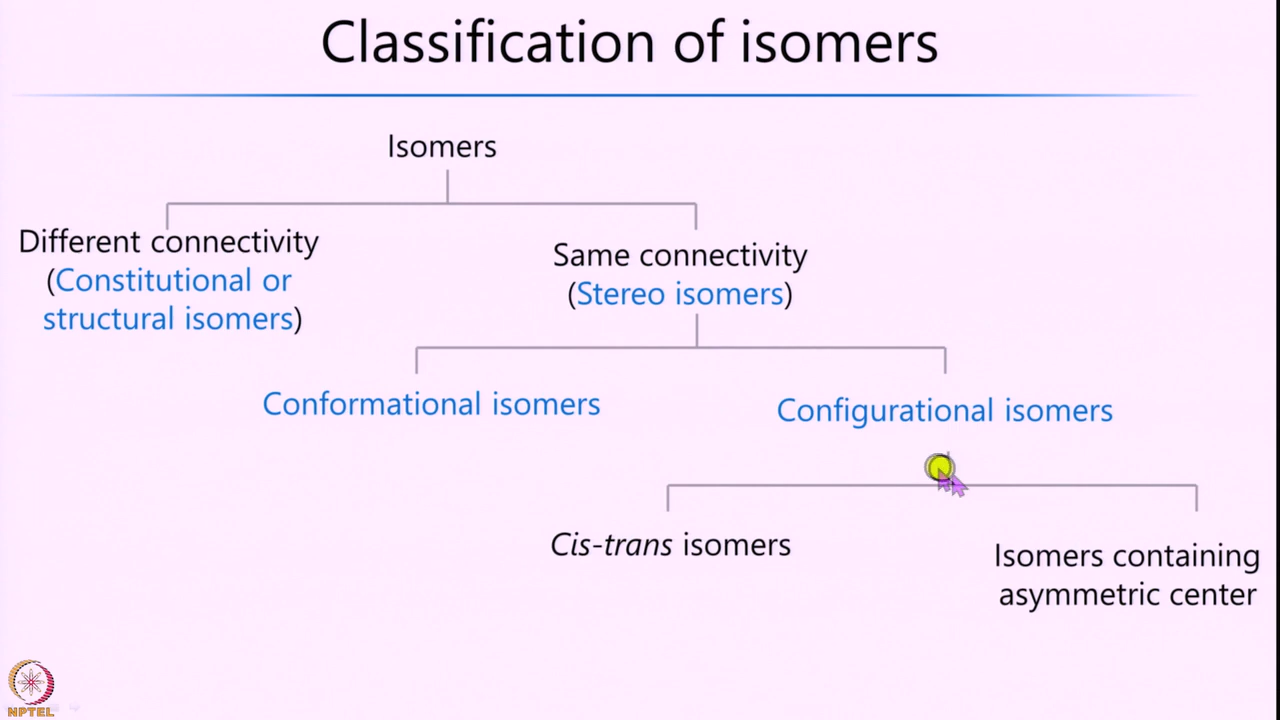 Classification of isomers
Isomers
Different connectivity
(Constitutional or
structural isomers)
Same connectivity
(Stereo isomers)
Conformational isomers
Configurational isomers
Cis-trans isomers
Isomers containing
asymmetric center
NPTEL